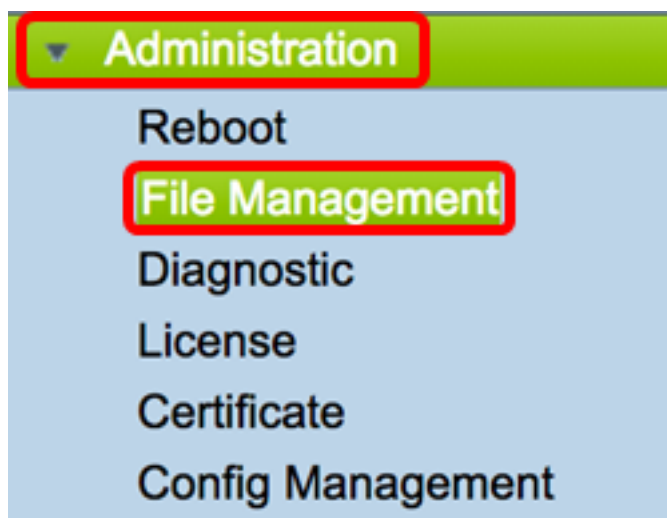 Administration
Reboot
File Management
Diagnostic
License
Certificate
Config Management